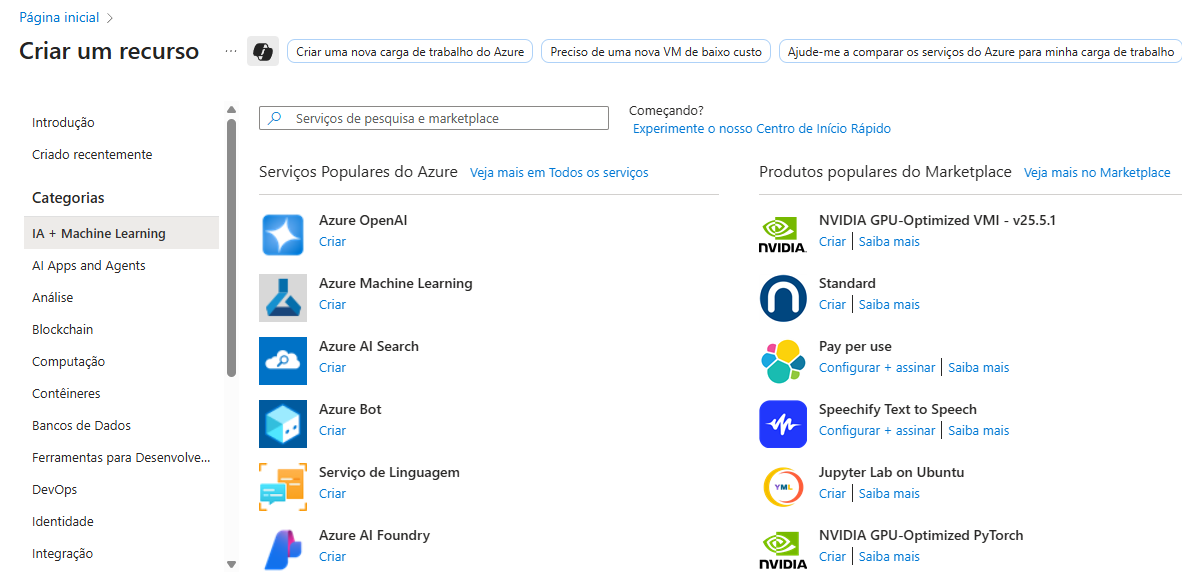 Página inicial
Criar um recurso
Criar uma nova carga de trabalho do Azure
Preciso de uma nova VM de baixo custo
Ajude-me a comparar os serviços do Azure para minha carga de trabalho
Introdução
Criado recentemente
Categorias
IA + Machine Learning
AI Apps and Agents
Análise
Blockchain
Computação
Contêineres
Bancos de Dados
Ferramentas para Desenvolve...
DevOps
Identidade
Integração
Serviços de pesquisa e marketplace
Começando?
Experimente o nosso Centro de Início Rápido
Serviços Populares do Azure Veja mais em Todos os serviços
Azure OpenAI
Criar
Azure Machine Learning
Criar
Azure AI Search
Criar
Azure Bot
Criar
Serviço de Linguagem
Criar
Azure AI Foundry
Criar
Produtos populares do Marketplace Veja mais no Marketplace
NVIDIA.
NVIDIA GPU-Optimized VMI - v25.5.1
Criar | Saiba mais
Standard
Criar | Saiba mais
Pay per use
Configurar + assinar | Saiba mais
Speechify Text to Speech
Configurar + assinar | Saiba mais
YML
Jupyter Lab on Ubuntu
Criar | Saiba mais
NVIDIA
NVIDIA GPU-Optimized PyTorch
Criar | Saiba mais